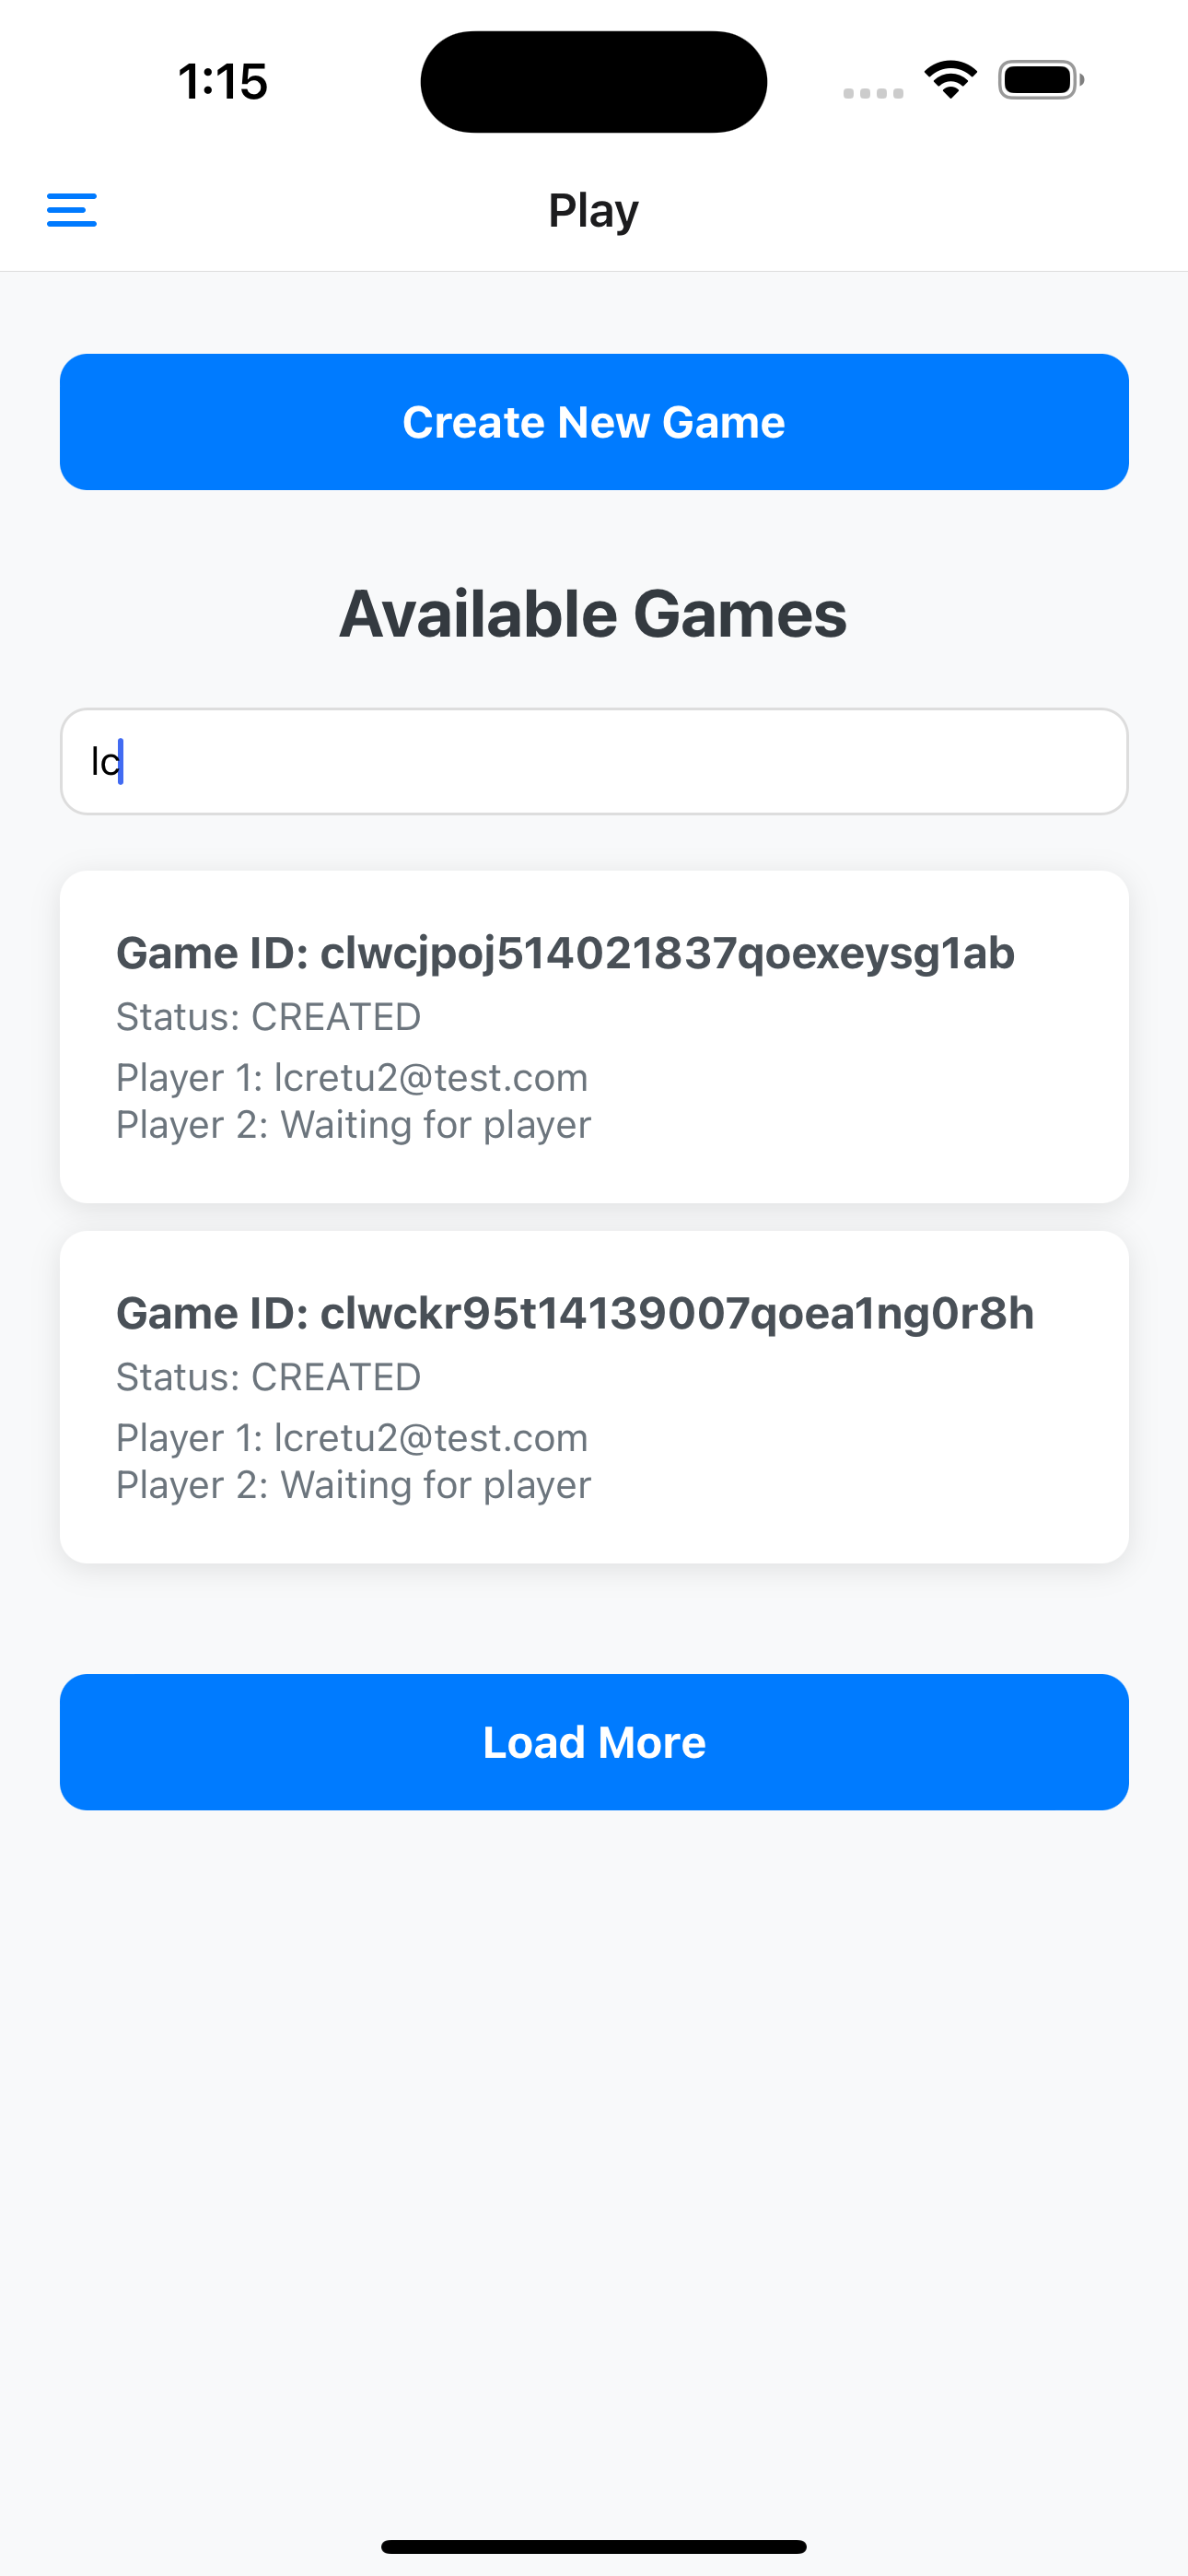 1:15
Play
Create New Game
Available Games
lc
Game ID: clwcjpoj514021837qoexeysg1ab
Status: CREATED
Player 1: lcretu2@test.com
Player 2: Waiting for player
Game ID: clwckr95t14139007qoea1ng0r8h
Status: CREATED
Player 1: lcretu2@test.com
Player 2: Waiting for player
Load More